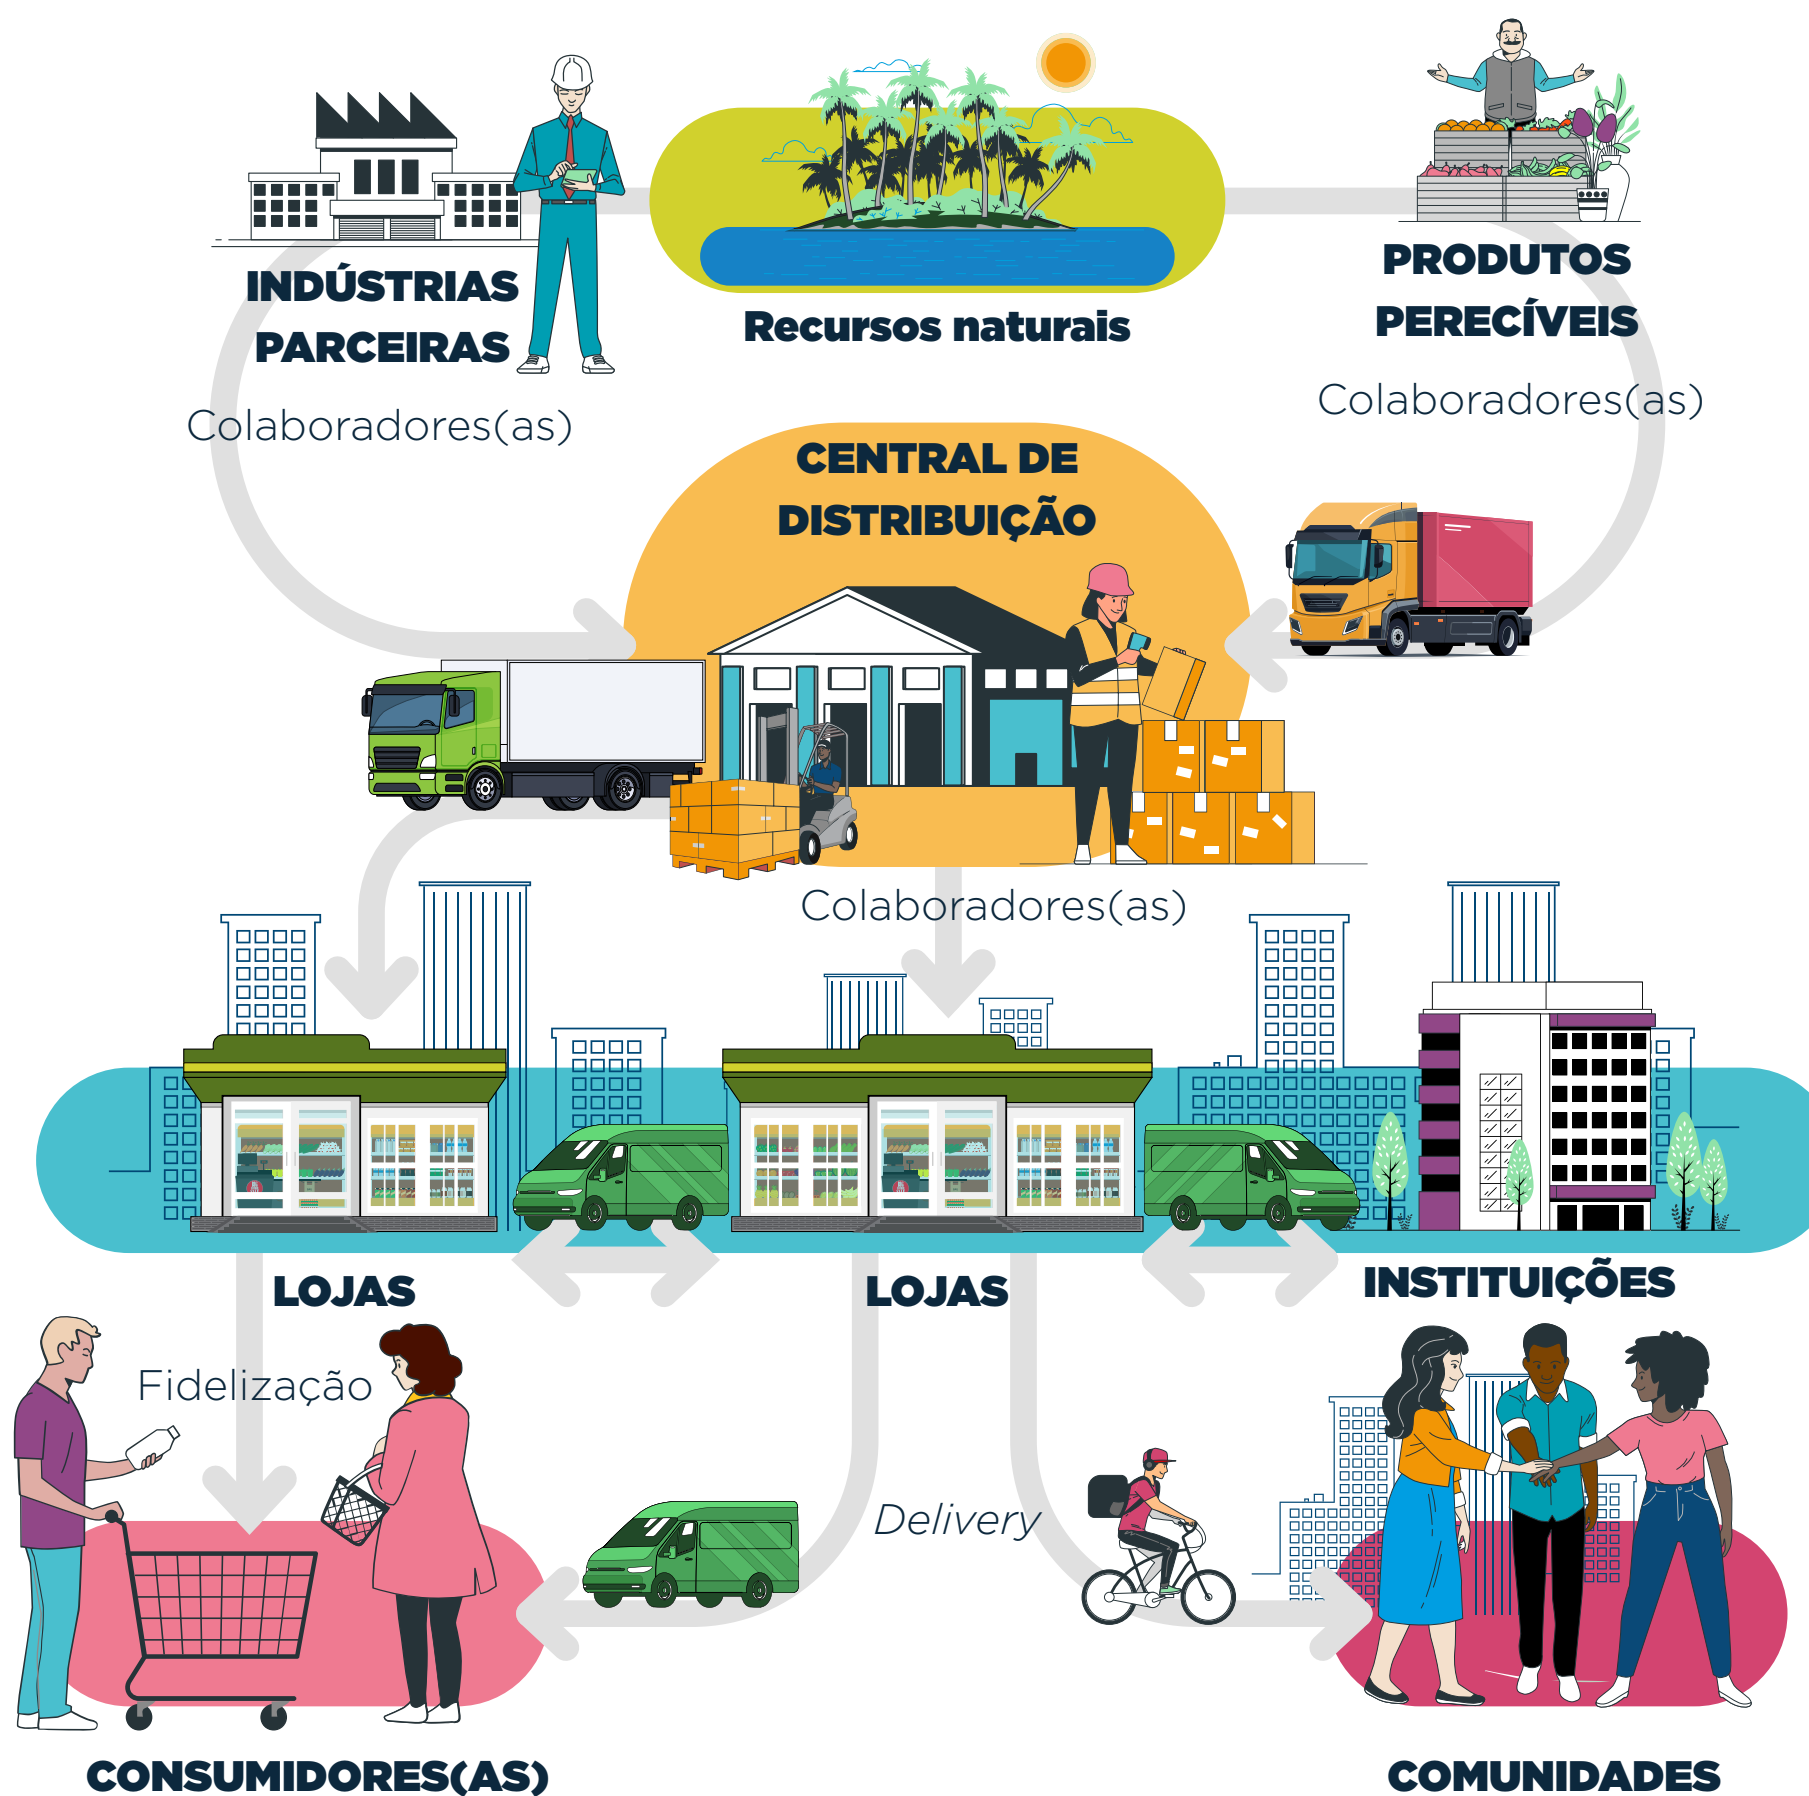 INDÚSTRIAS
PARCEIRAS
Colaboradores(as)
Recursos naturais
PRODUTOS
PERECÍVEIS
Colaboradores(as)
CENTRAL DE
DISTRIBUIÇÃO
Colaboradores(as)
LOJAS
LOJAS
INSTITUIÇÕES
Fidelização
Delivery
CONSUMIDORES(AS)
COMUNIDADES